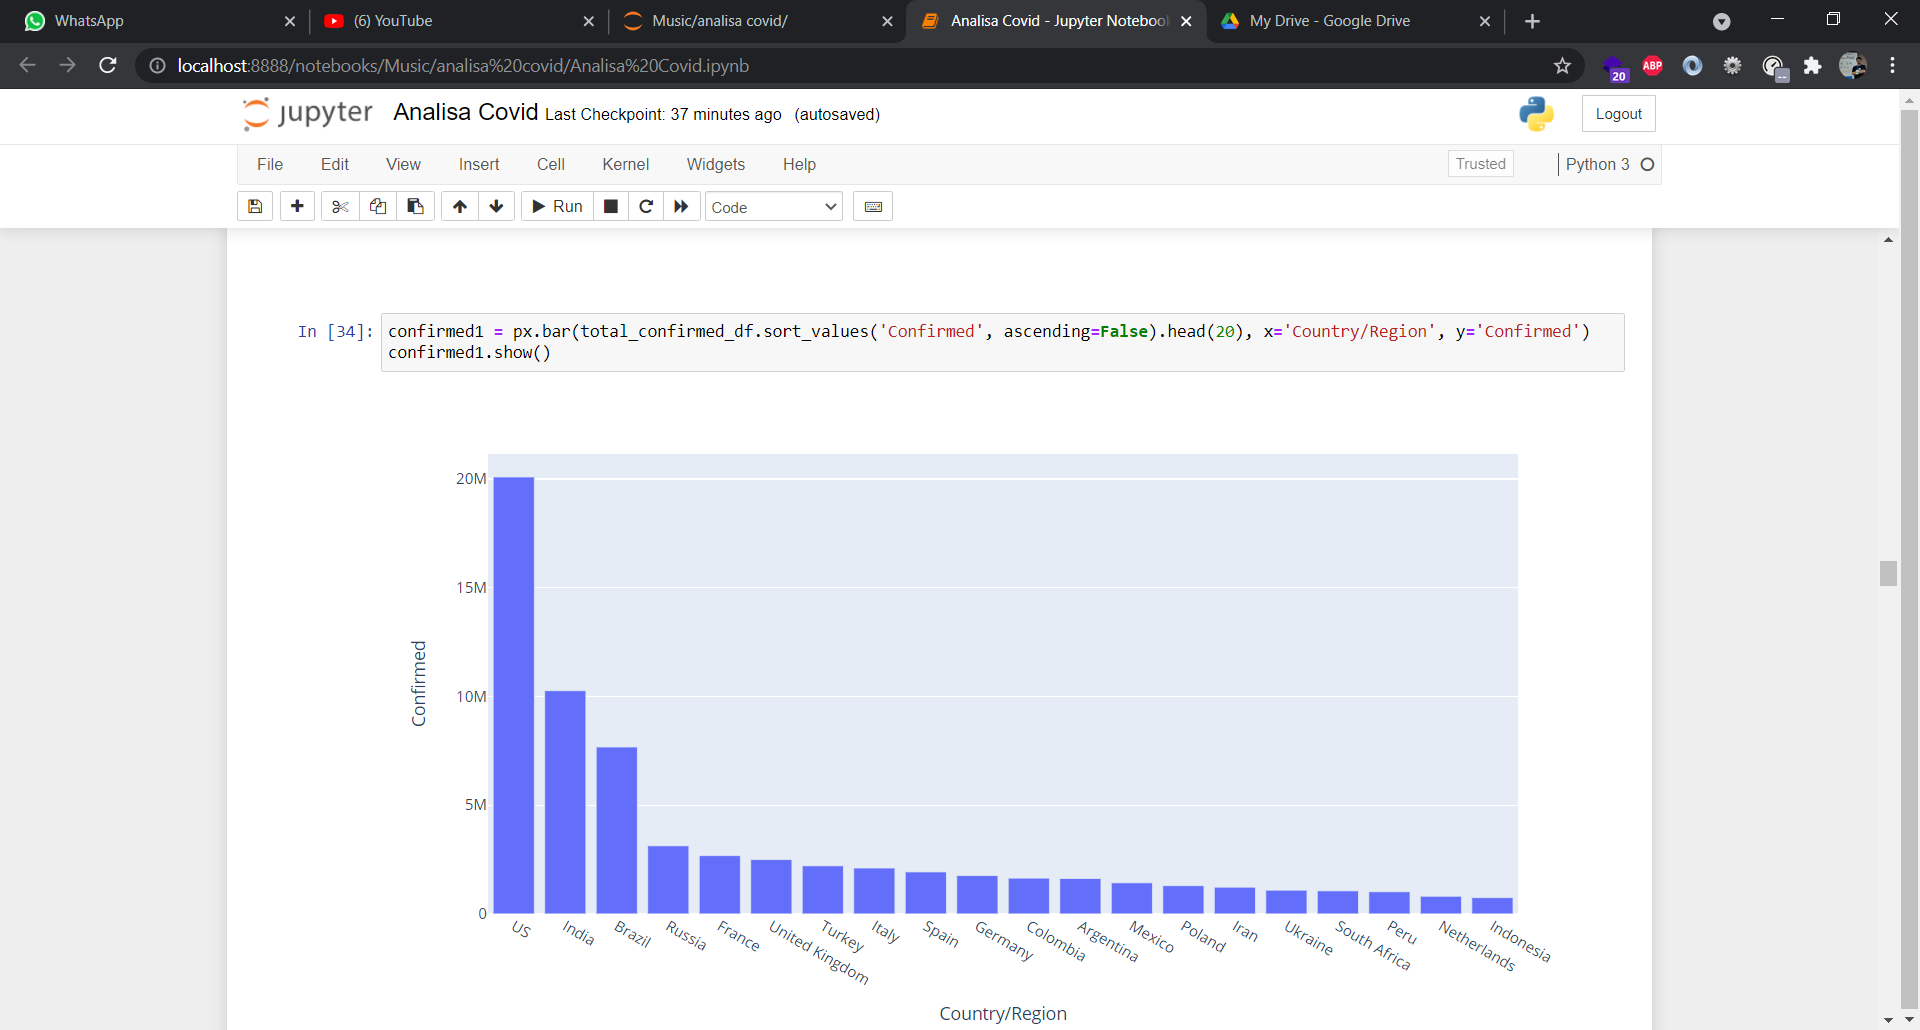 WhatsApp
(6) YouTube
Music/analisa covid/
Analisa Covid - Jupyter Notebook
My Drive - Google Drive
localhost:8888/notebooks/Music/analisa%20covid/Analisa%20Covid.ipynb
20
ABP
jupyter Analisa Covid Last Checkpoint: 37 minutes ago (autosaved)
Logout
File Edit View Insert Cell Kernel Widgets Help
Trusted
Python 3
Run
Code
In [34]:
confirmed1 = px.bar(total_confirmed_df.sort_values('Confirmed', ascending=False).head(20), x='Country/Region', y='Confirmed')
confirmed1.show()
20M
15M
10M
5M
0
Confirmed
US
India
Brazil
Russia
France
United Kingdom
Turkey
Italy
Spain
Germany
Colombia
Argentina
Mexico
Poland
Iran
Ukraine
South Africa
Peru
Netherlands
Indonesia
Country/Region